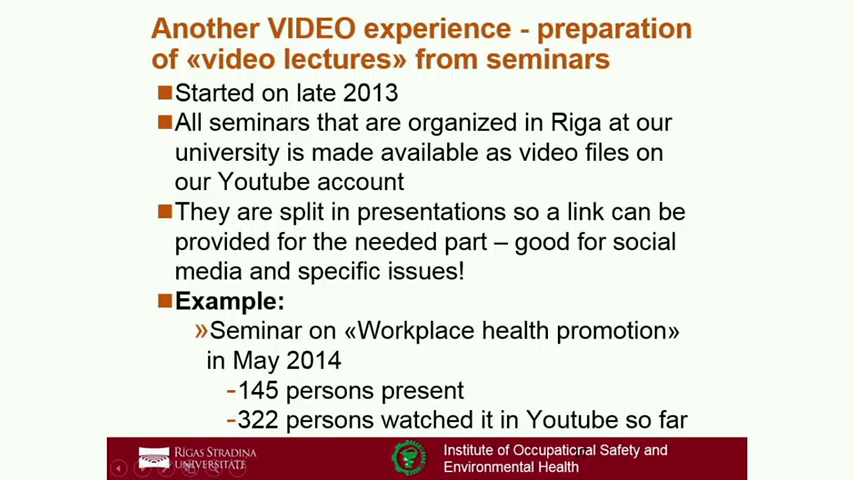 Another VIDEO experience - preparation
of «video lectures» from seminars
Started on late 2013
All seminars that are organized in Riga at our
university is made available as video files on
our Youtube account
They are split in presentations so a link can be
provided for the needed part – good for social
media and specific issues!
Example:
»Seminar on «Workplace health promotion»
in May 2014
-145 persons present
-322 persons watched it in Youtube so far
RIGAS STRADINA
UNIVERSITATE
Institute of Occupational Safety and
Environmental Health